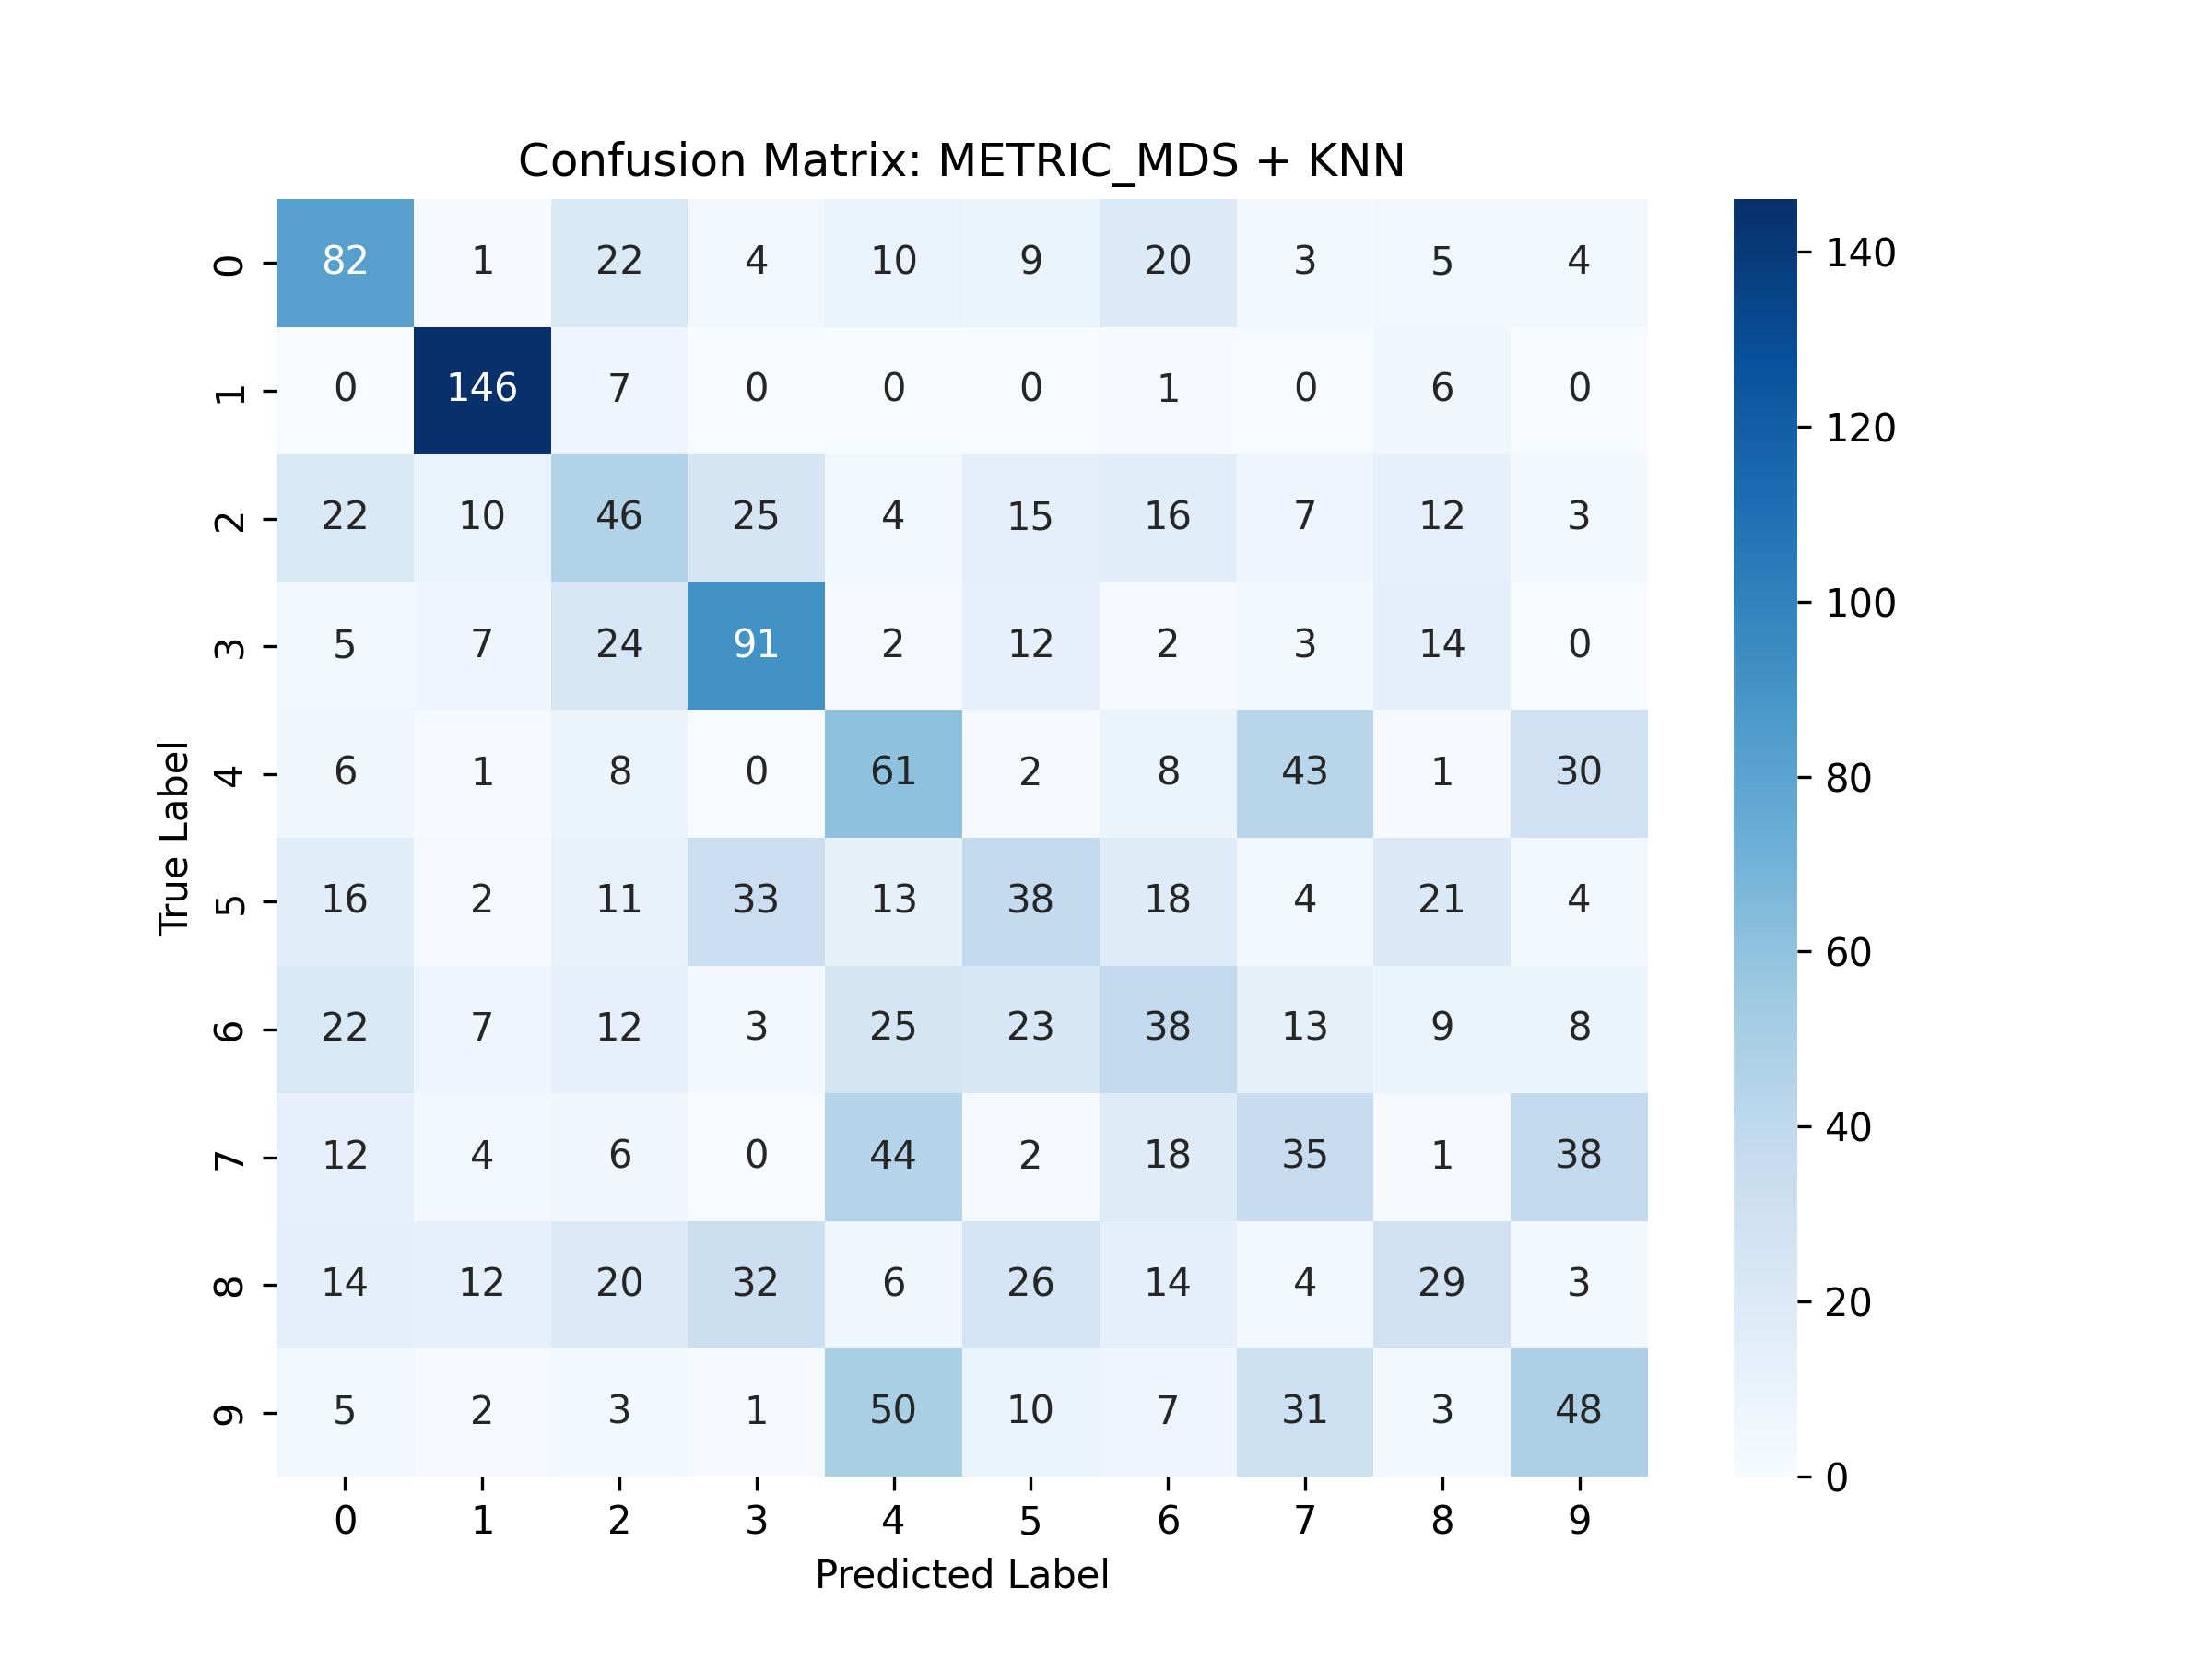 Confusion Matrix: METRIC_MDS + KNN
0 82 1 22 4 10 9 20 3 5 4
1 0 146 7 0 0 0 1 0 6 0
2 22 10 46 25 4 15 16 7 12 3
3 5 7 24 91 2 12 2 3 14 0
4 6 1 8 0 61 2 8 43 1 30
5 16 2 11 33 13 38 18 4 21 4
6 22 7 12 3 25 23 38 13 9 8
7 12 4 6 0 44 2 18 35 1 38
8 14 12 20 32 6 26 14 4 29 3
9 5 2 3 1 50 10 7 31 3 48
0 1 2 3 4 5 6 7 8 9
Predicted Label
True Label
140
120
100
80
60
40
20
0